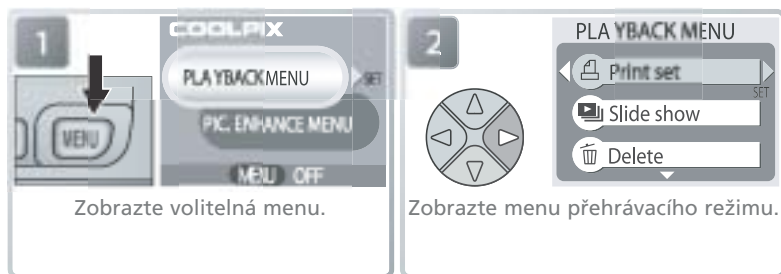 1
COOLPIX
PLAYBACK MENU
SET
PIC. ENHANCE MENU
MENU
MENU OFF
Zobrazte volitelná menu.
2
PLAYBACK MENU
Print set
SET
Slide show
Delete
Zobrazte menu přehrávacího režimu.